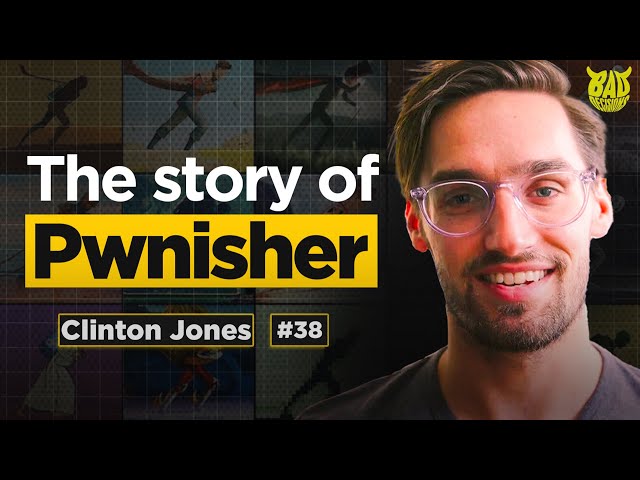 BAD
DECISIONS
The story of
Pwnisher
Clinton Jones
#38